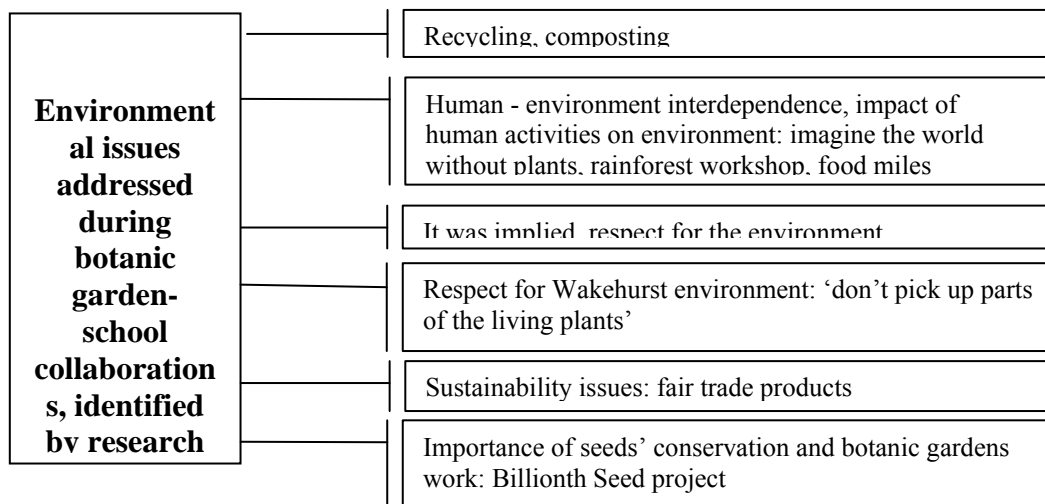 Environment
al issues
addressed
during
botanic
garden-
school
collaboration
s, identified
by research
Recycling, composting
Human - environment interdependence, impact of
human activities on environment: imagine the world
without plants, rainforest workshop, food miles
It was implied, respect for the environment
Respect for Wakehurst environment: ‘don’t pick up parts
of the living plants’
Sustainability issues: fair trade products
Importance of seeds’ conservation and botanic gardens
work: Billionth Seed project